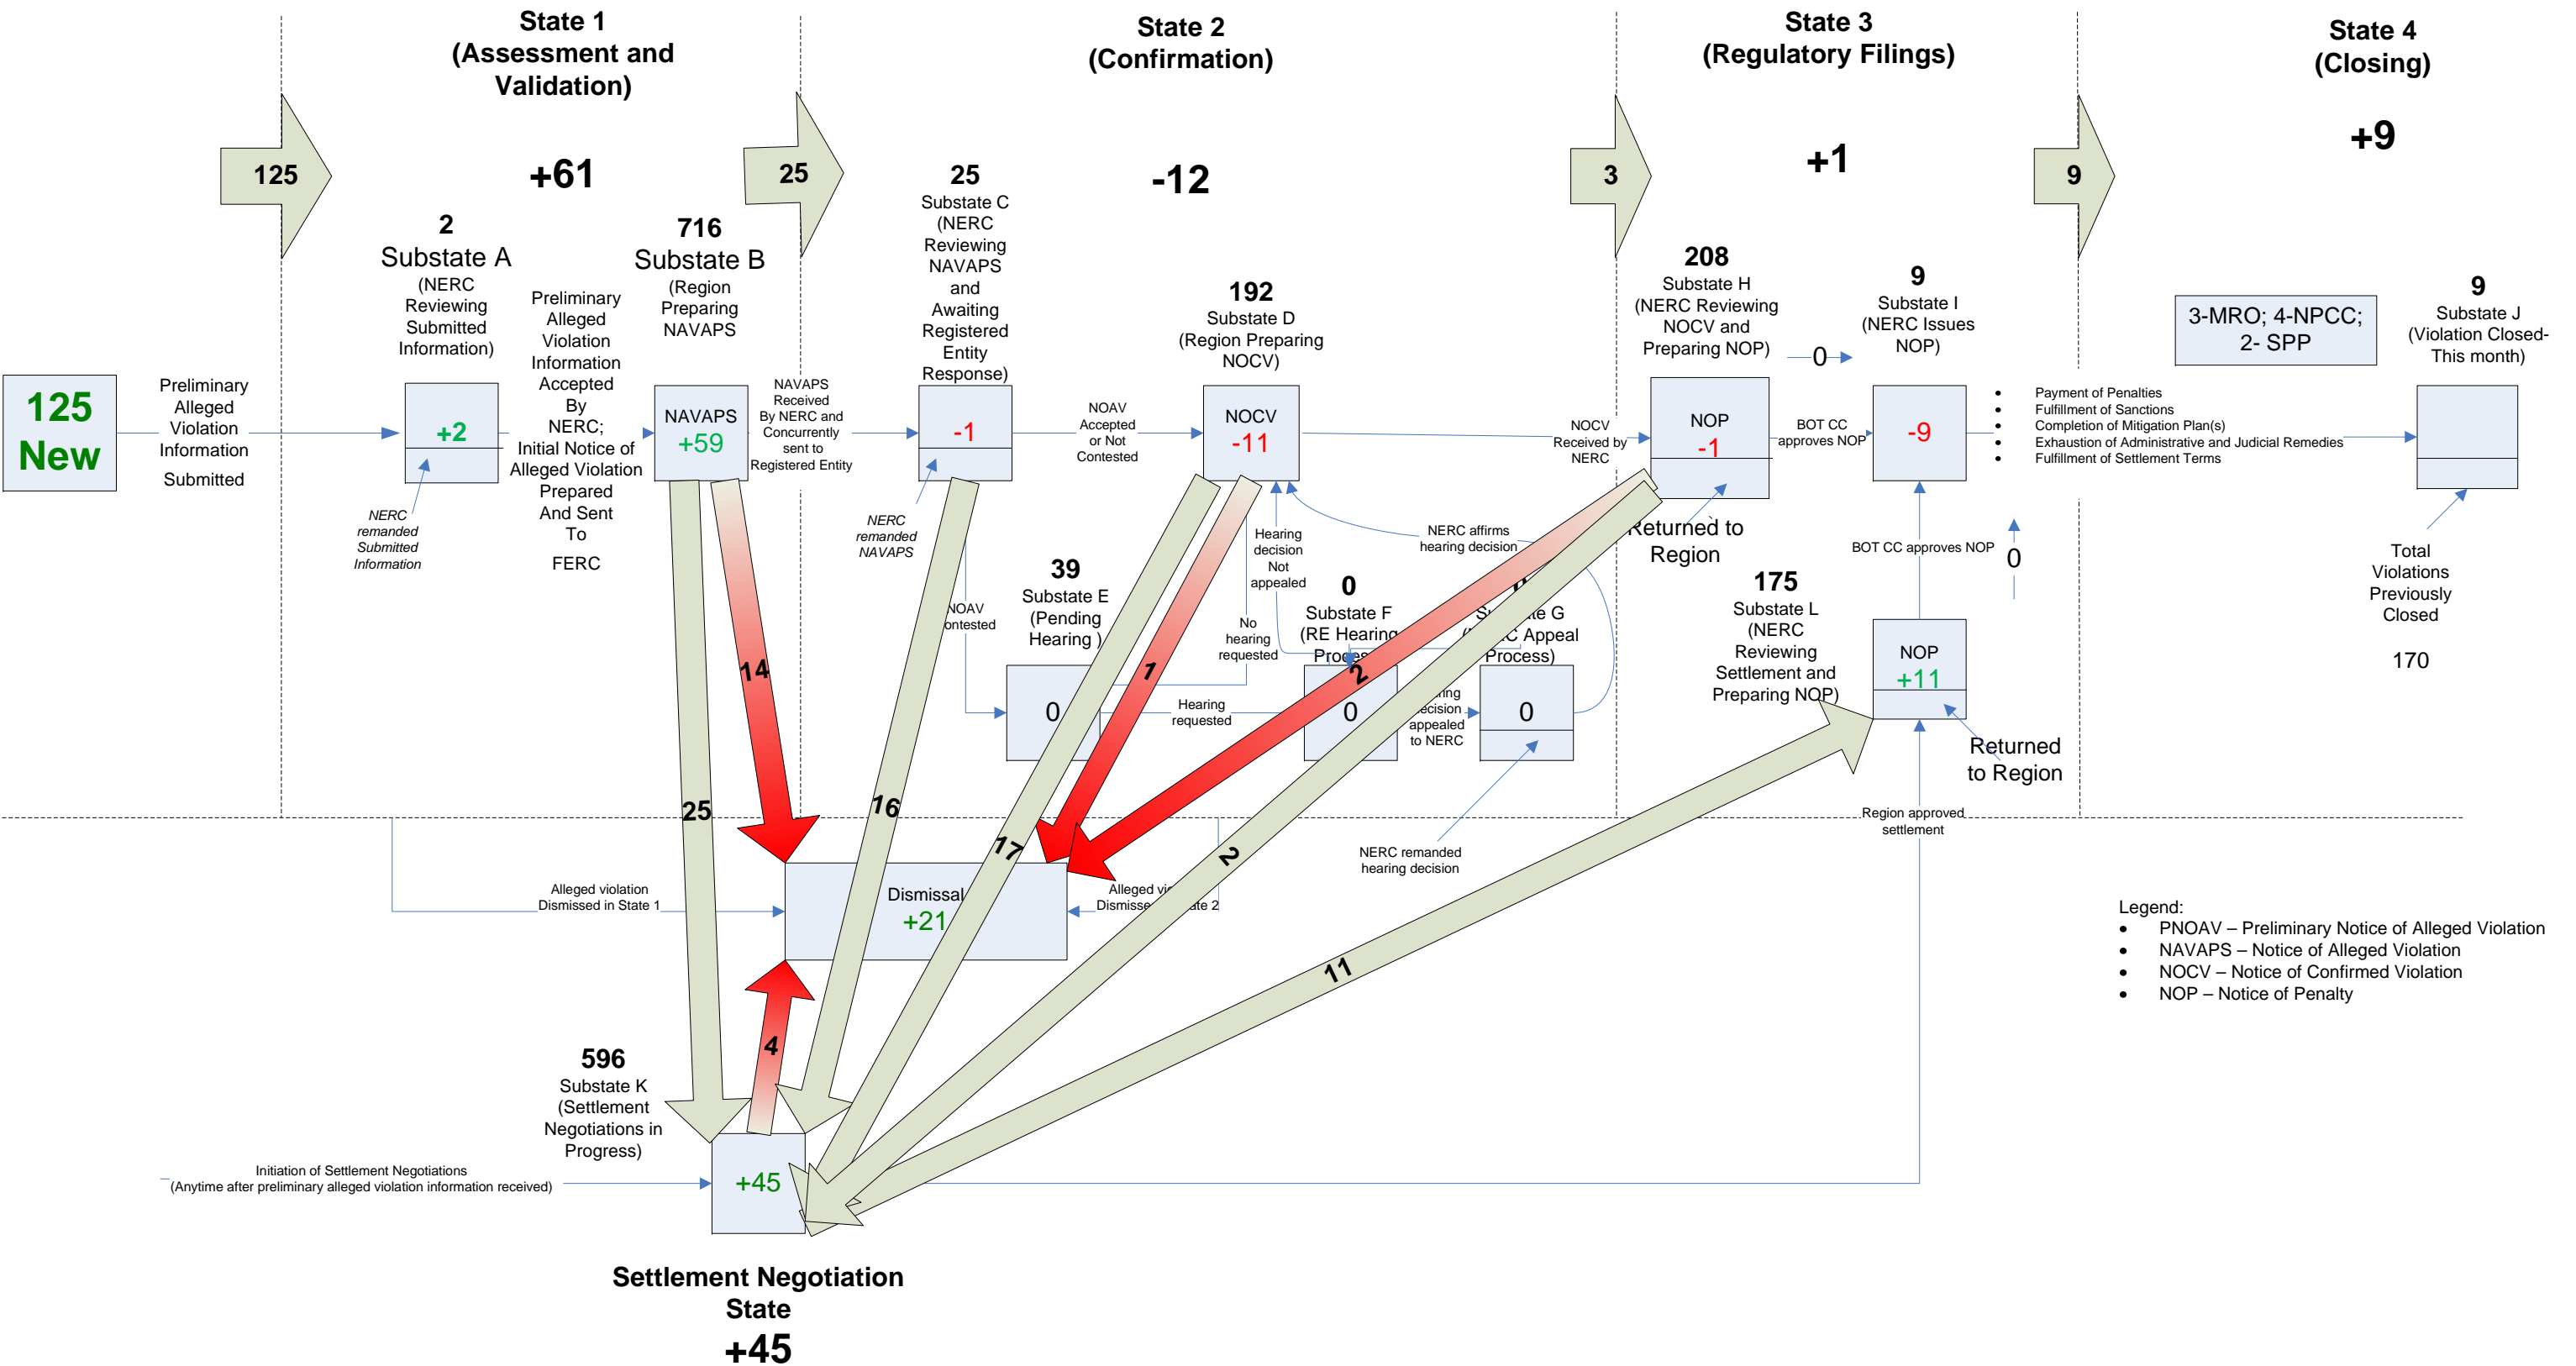 State 1
(Assessment and
Validation)
State 2
(Confirmation)
State 3
(Regulatory Filings)
State 4
(Closing)
125
+61
25
-12
3
+1
9
+9
2
Substate A
(NERC
Reviewing
Submitted
Information)
Preliminary
Alleged
Violation
Information
Accepted
By
NERC;
Initial Notice of
Alleged Violation
Prepared
And Sent
To
FERC
716
Substate B
(Region
Preparing
NAVAPS
25
Substate C
(NERC
Reviewing
NAVAPS
and
Awaiting
Registered
Entity
Response)
192
Substate D
(Region Preparing
NOCV)
208
Substate H
(NERC Reviewing
NOCV and
Preparing NOP)
0
9
Substate I
(NERC Issues
NOP)
3-MRO; 4-NPCC;
2- SPP
9
Substate J
(Violation Closed-
This month)
125
New
Preliminary
Alleged
Violation
Information
Submitted
+2
NERC
remanded
Submitted
Information
NAVAPS
+59
NAVAPS
Received
By NERC and
Concurrently
sent to
Registered Entity
-1
NERC
remanded
NAVAPS
NOAV
Accepted
or Not
Contested
NOCV
-11
NOCV
Received by
NERC
NOP
-1
BOT CC
approves NOP
-9
• Payment of Penalties
• Fulfillment of Sanctions
• Completion of Mitigation Plan(s)
• Exhaustion of Administrative and Judicial Remedies
• Fulfillment of Settlement Terms
Returned to
Region
Hearing
decision
Not
appealed
NERC affirms
hearing decision
BOT CC approves NOP
0
Total
Violations
Previously
Closed
170
NOAV
39
Substate E
(Pending
Hearing )
0
No
hearing
requested
Hearing
requested
0
Substate F
(RE Hearing
0
appealed
to NERC
G
Appeal
Process)
0
NERC remanded
hearing decision
175
Substate L
(NERC
Reviewing
Settlement and
Preparing NOP)
NOP
+11
Returned
to Region
Region approved
settlement
14
25
16
17
1
2
2
11
4
Alleged violation
Dismissed in State 1
Dismissal
+21
Alleged
2
Legend:
• PNOAV – Preliminary Notice of Alleged Violation
• NAVAPS – Notice of Alleged Violation
• NOCV – Notice of Confirmed Violation
• NOP – Notice of Penalty
596
Substate K
(Settlement
Negotiations in
Progress)
Initiation of Settlement Negotiations
(Anytime after preliminary alleged violation information received)
+45
Settlement Negotiation
State
+45